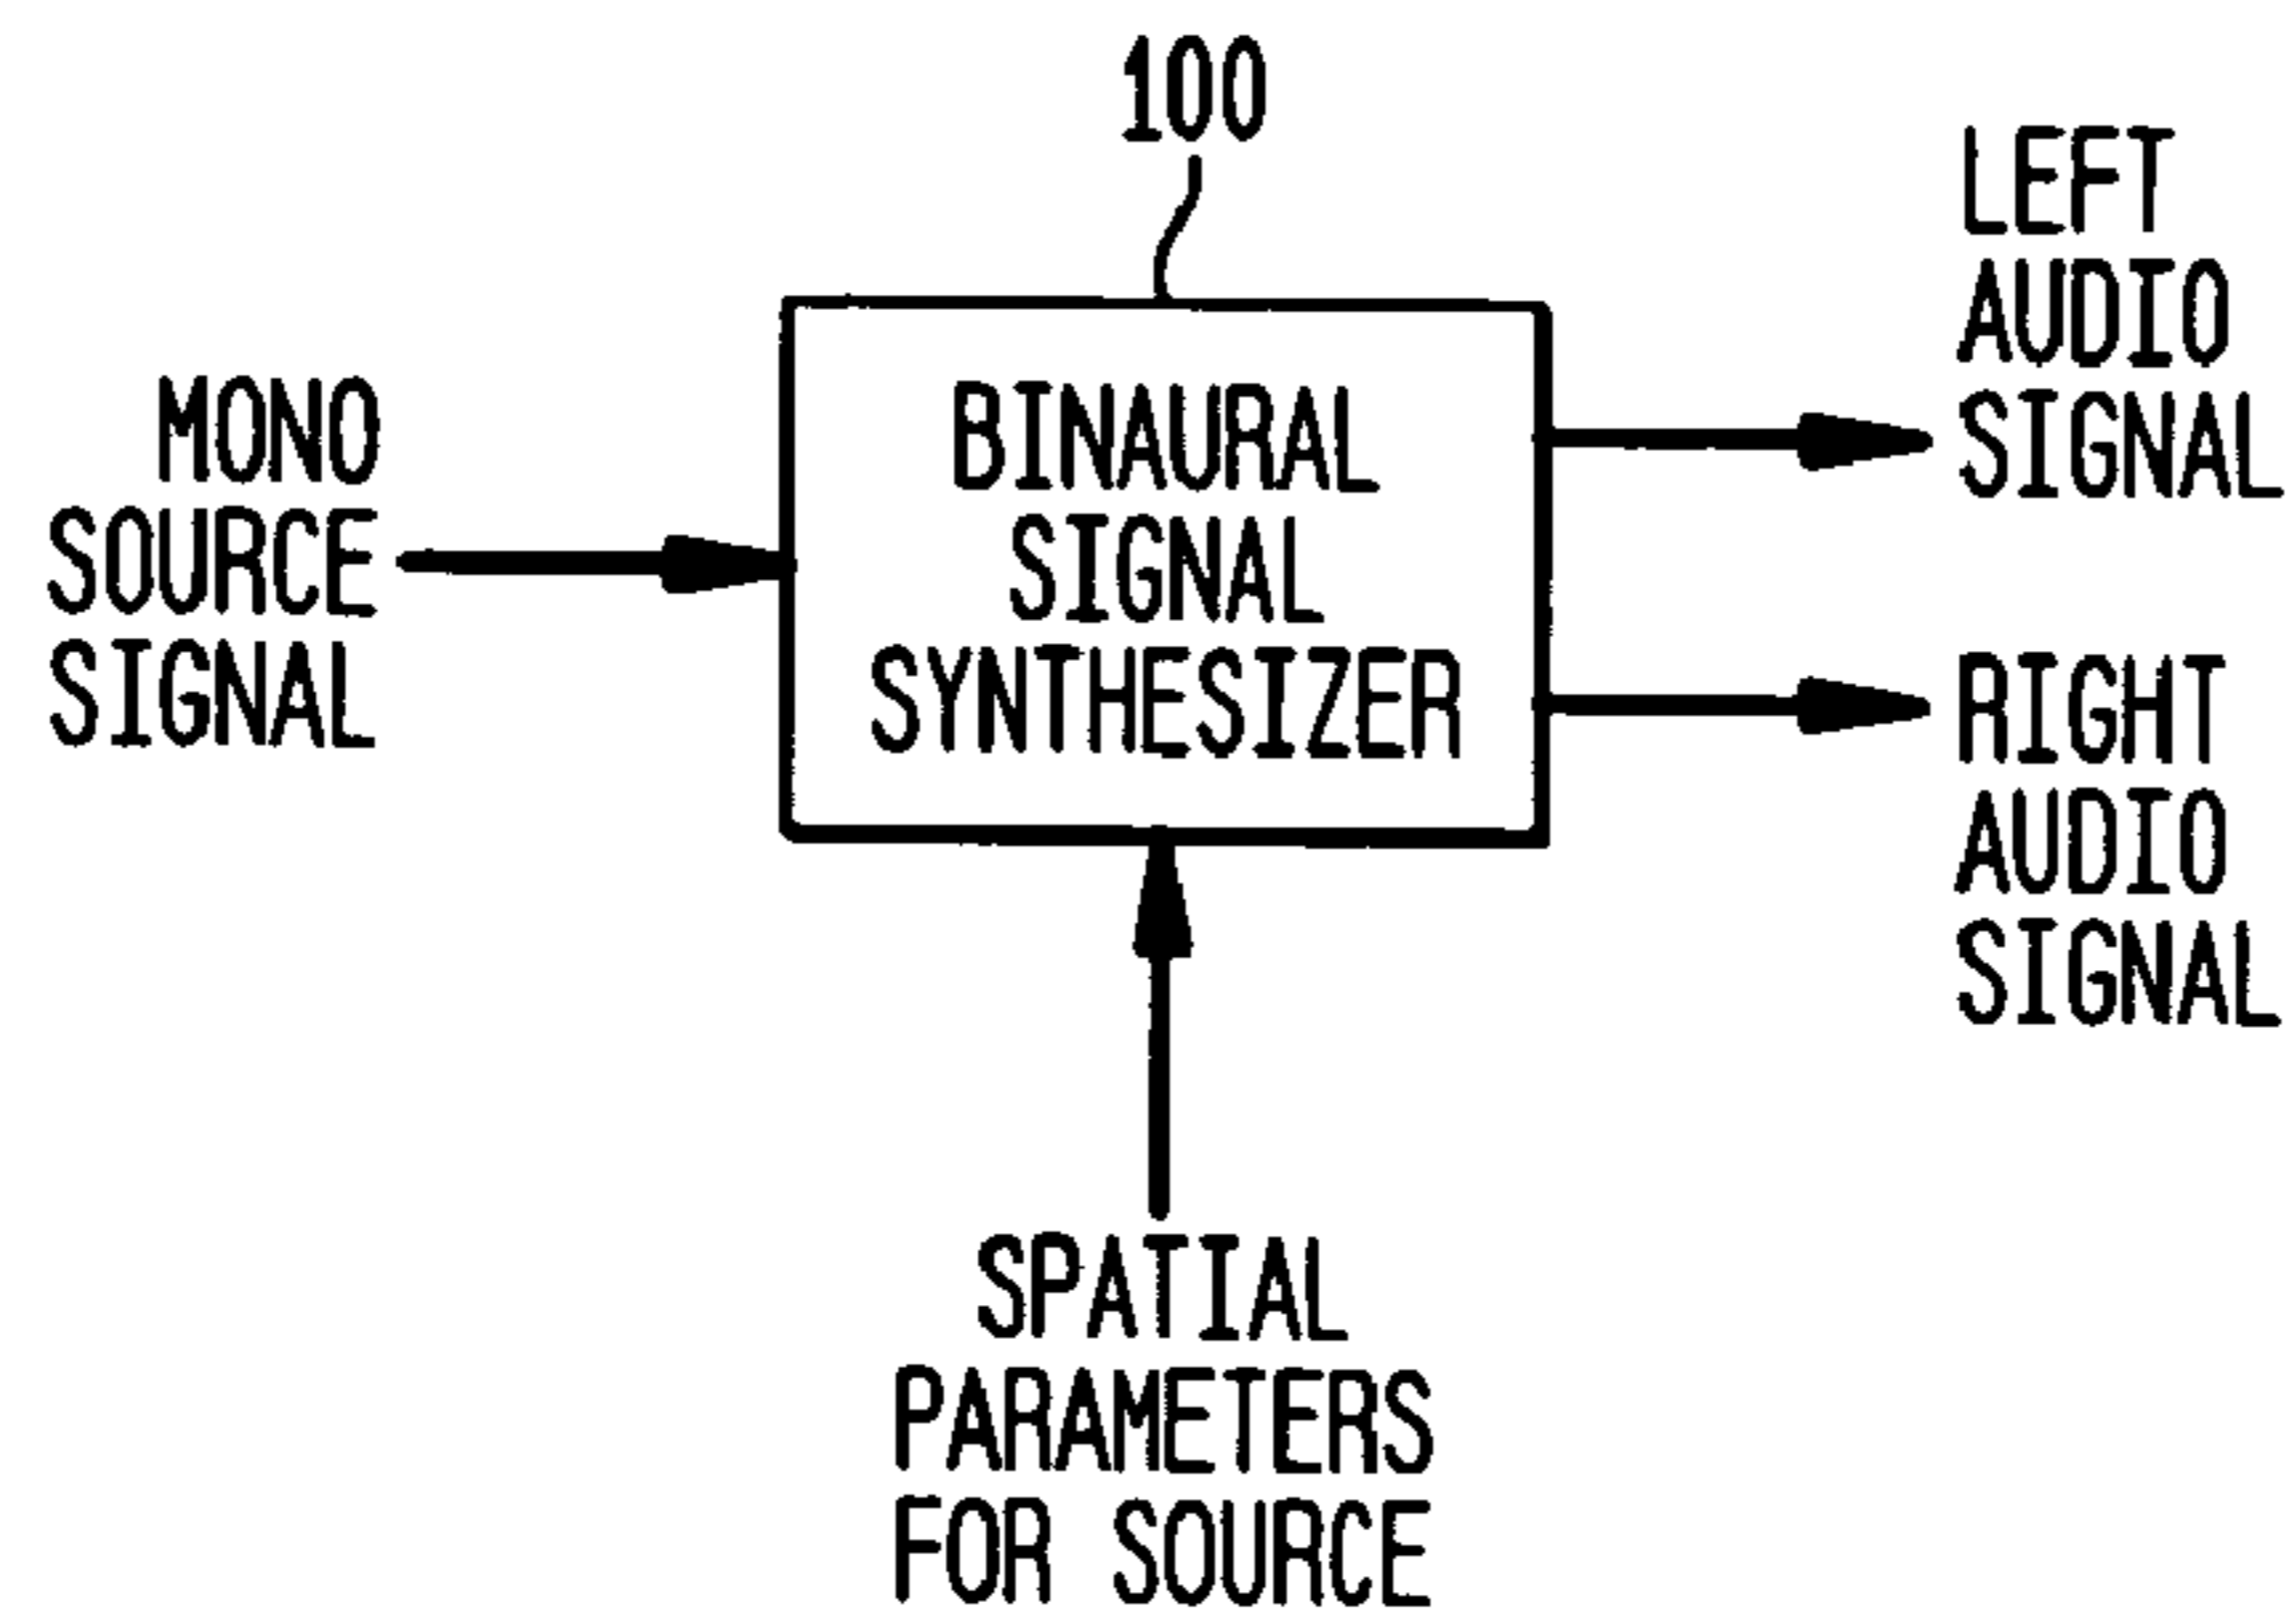 100
MONO
SOURCE
SIGNAL
BINAURAL
SIGNAL
SYNTHESIZER
LEFT
AUDIO
SIGNAL
RIGHT
AUDIO
SIGNAL
SPATIAL
PARAMETERS
FOR SOURCE